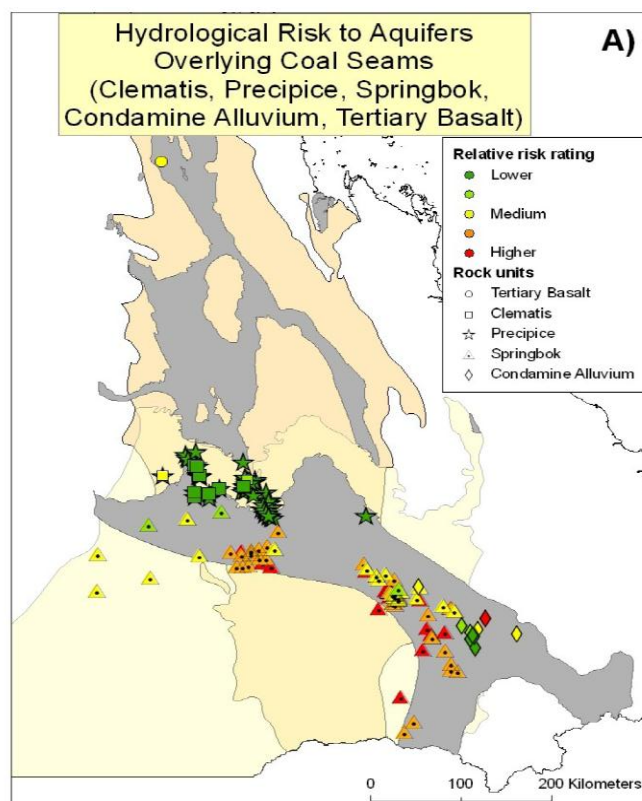 Hydrological Risk to Aquifers
Overlying Coal Seams
(Clematis, Precipice, Springbok,
Condamine Alluvium, Tertiary Basalt)
A)
Relative risk rating
Lower
Medium
Higher
Rock units
Tertiary Basalt
Clematis
Precipice
Springbok
Condamine Alluvium
0 100 200 Kilometers